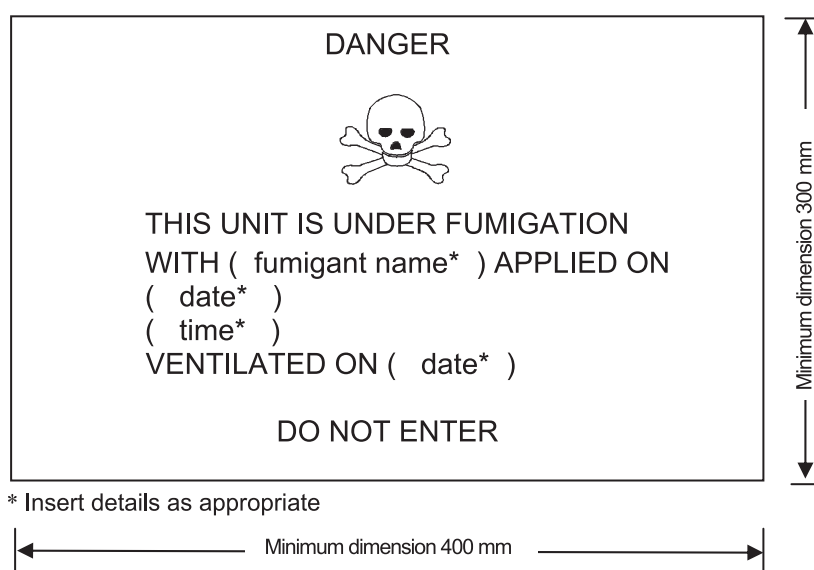 DANGER
THIS UNIT IS UNDER FUMIGATION
WITH ( fumigant name* ) APPLIED ON
( date* )
( time* )
VENTILATED ON ( date* )
DO NOT ENTER
Minimum dimension 300 mm
* Insert details as appropriate
Minimum dimension 400 mm